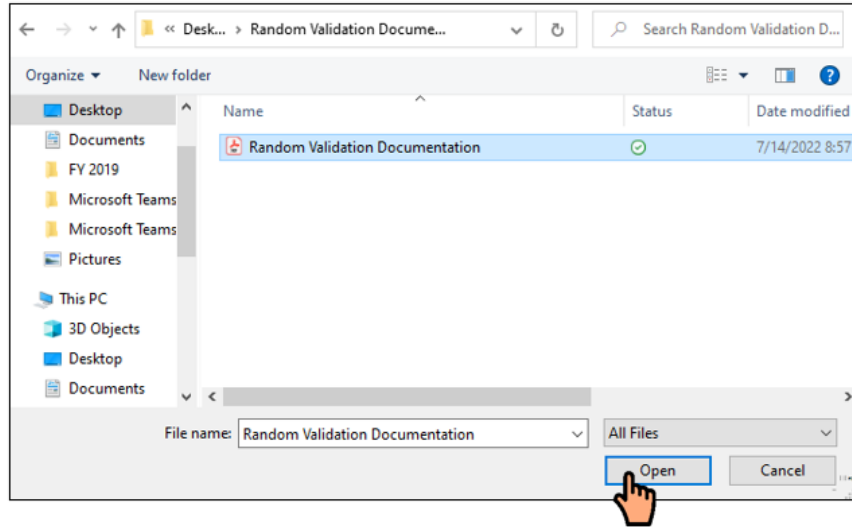 « Desk... > Random Validation Docume...
Search Random Validation D...
Organize
New folder
?
Name
Status
Date modified
Desktop
Documents
FY 2019
Microsoft Teams
Microsoft Teams
Pictures
This PC
3D Objects
Desktop
Documents
Random Validation Documentation
7/14/2022 8:57
File name:
Random Validation Documentation
All Files
Open
Cancel